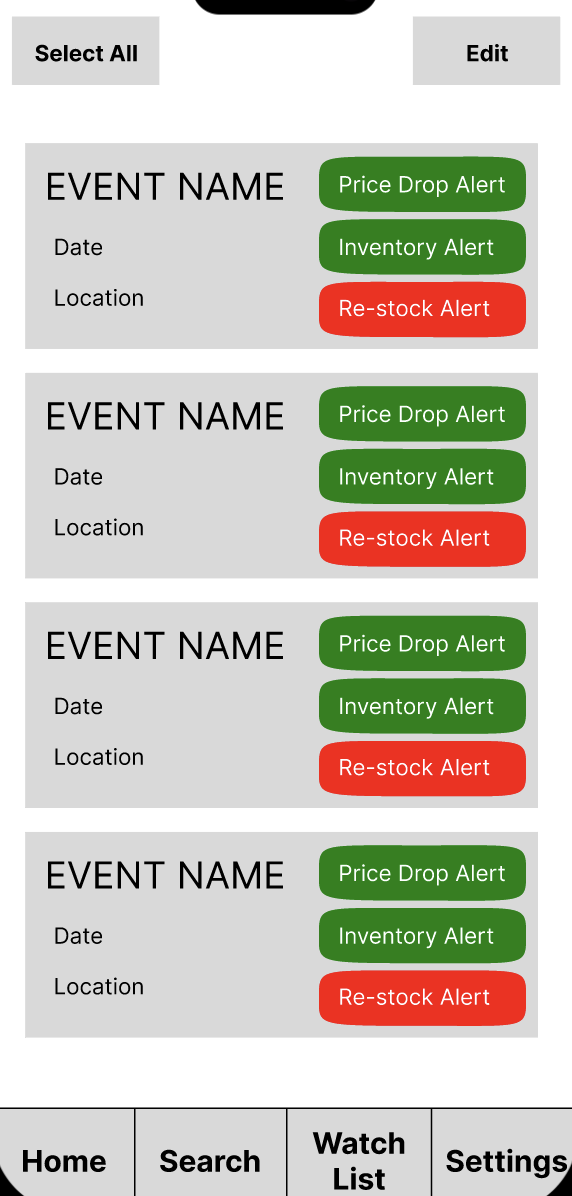 Select All
Edit
EVENT NAME
Price Drop Alert
Date
Inventory Alert
Location
Re-stock Alert
EVENT NAME
Price Drop Alert
Date
Inventory Alert
Location
Re-stock Alert
EVENT NAME
Price Drop Alert
Date
Inventory Alert
Location
Re-stock Alert
EVENT NAME
Price Drop Alert
Date
Inventory Alert
Location
Re-stock Alert
Home
Search
Watch
List
Settings